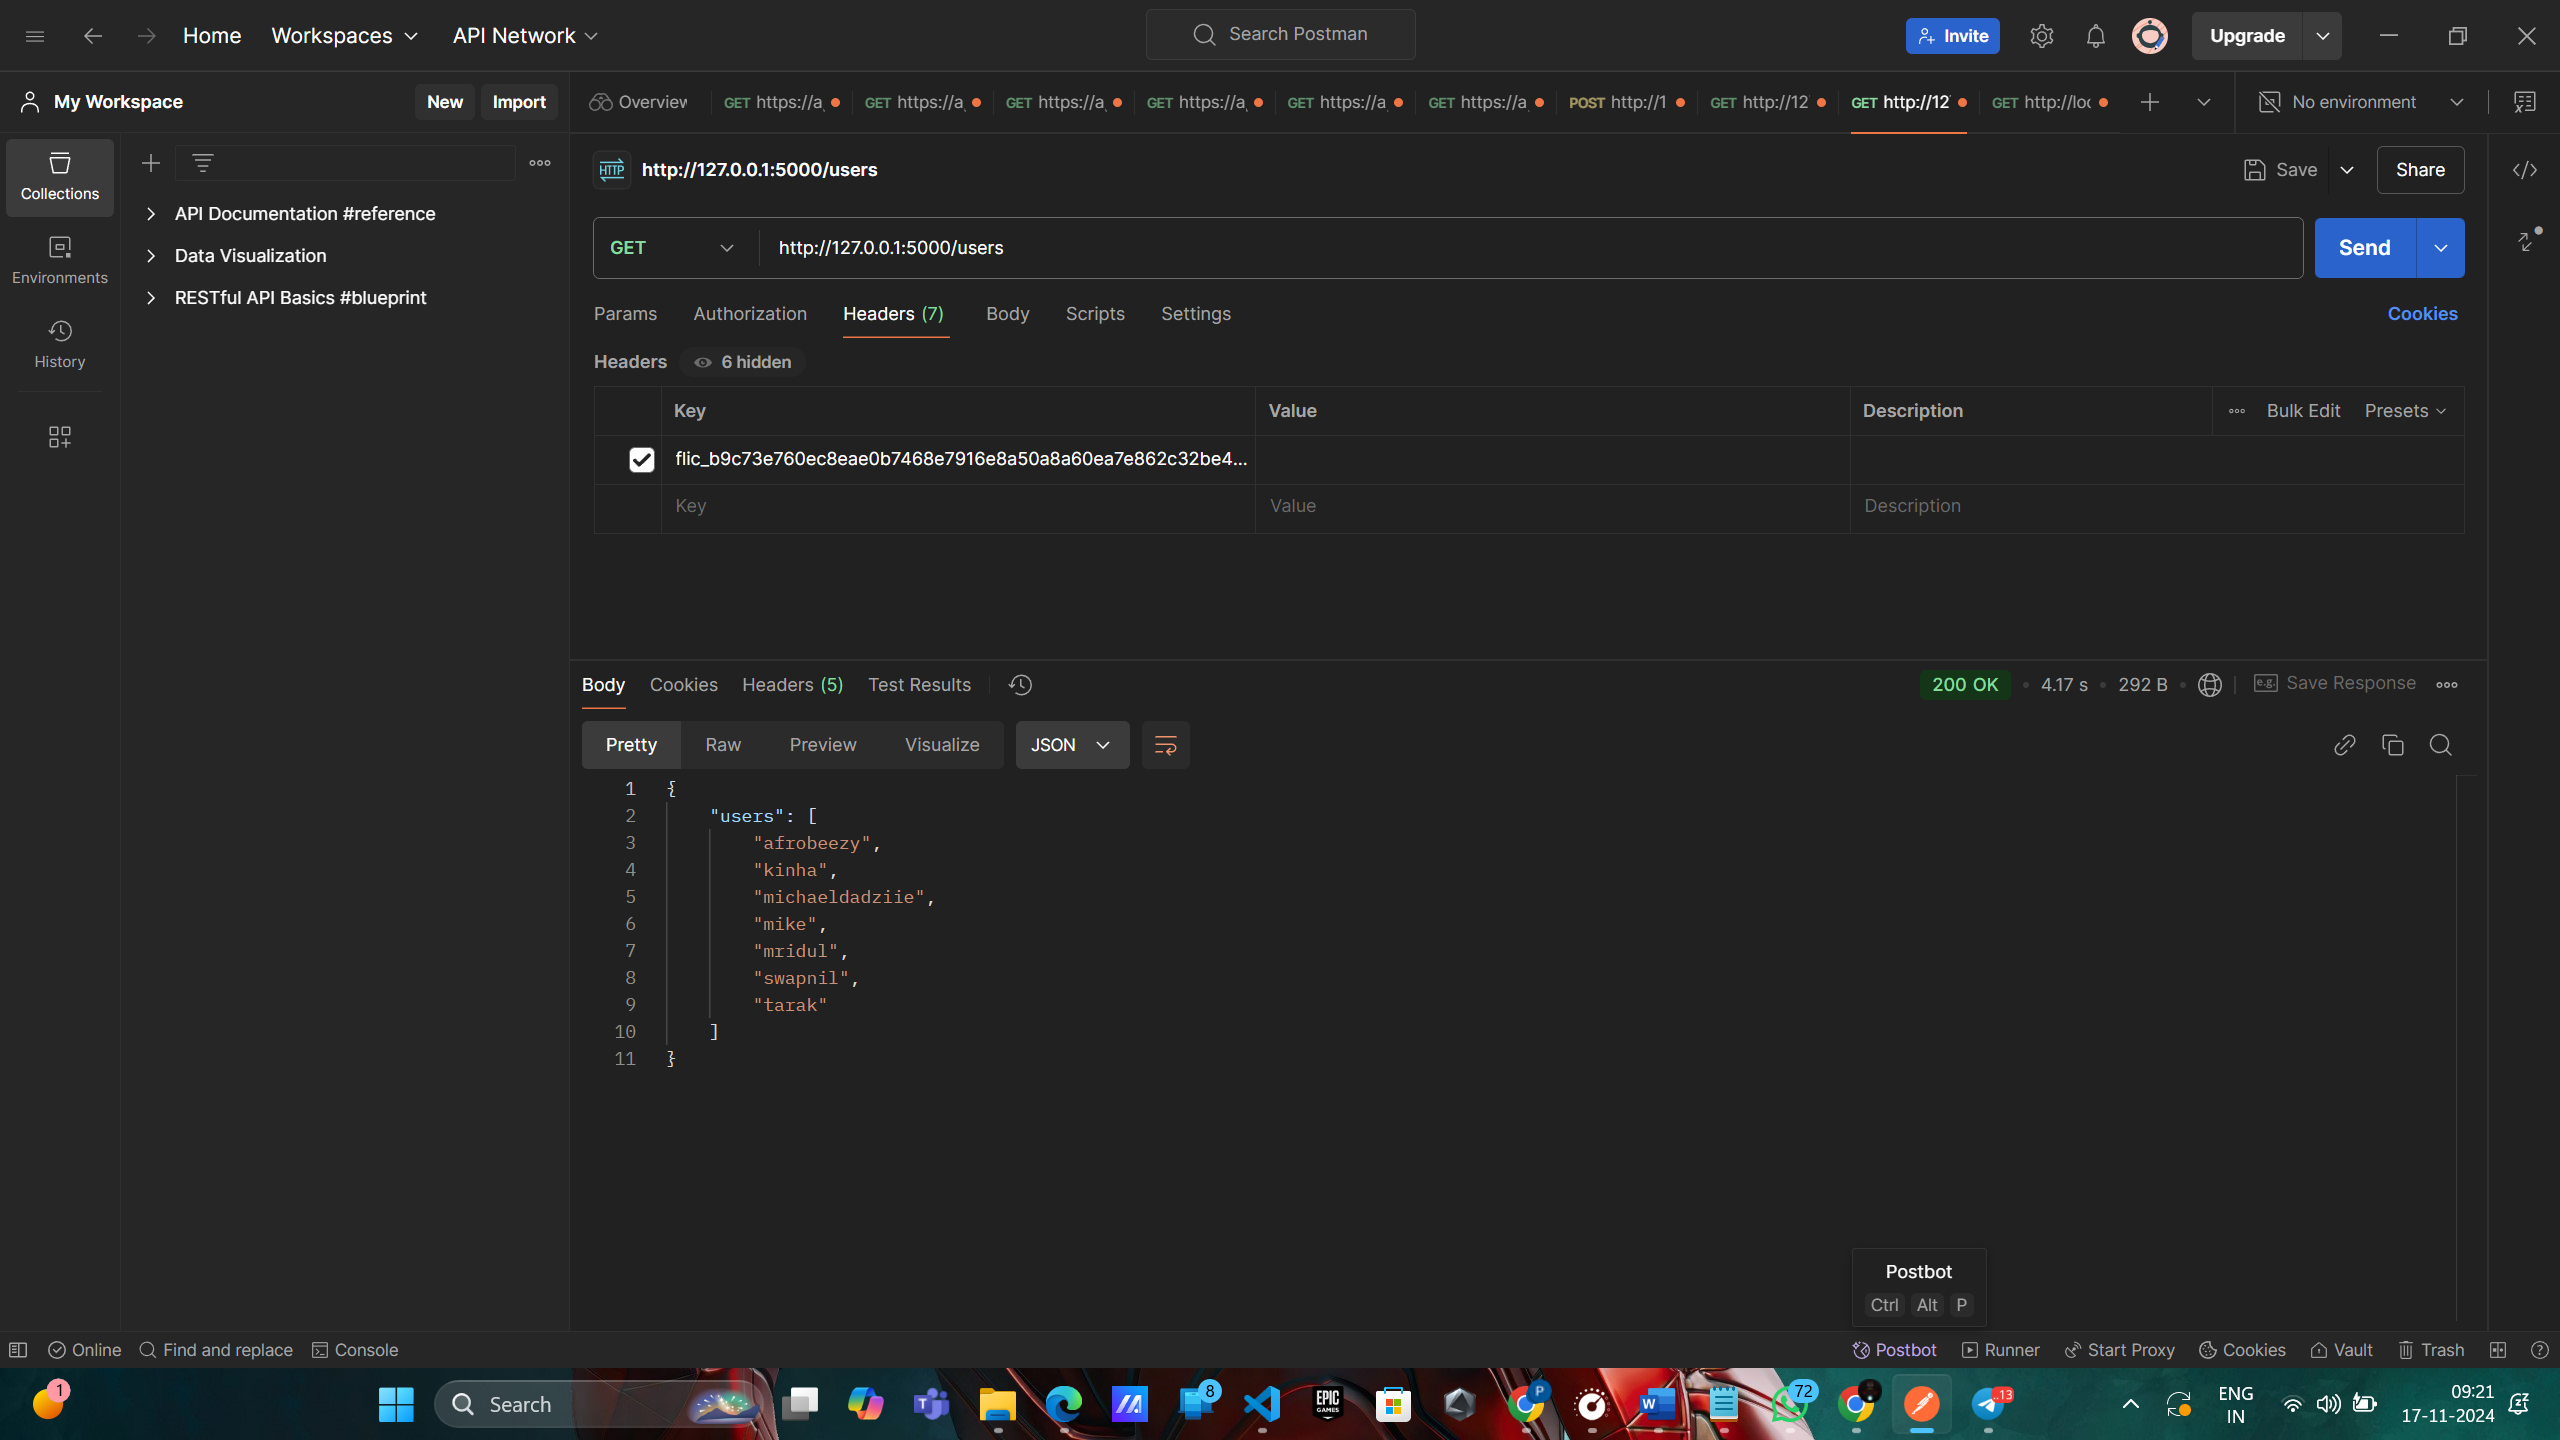 Home
Workspaces
API Network
Search Postman
Invite
Upgrade
My Workspace
New
Import
Overview
GET https://a
GET https://a
GET https://a
GET https://a
GET https://a
GET https://a
POST http://1
GET http://12
GET http://12
GET http://loc
No environment
Collections
Environments
History
API Documentation #reference
Data Visualization
RESTful API Basics #blueprint
HTTP
http://127.0.0.1:5000/users
Save
Share
GET
http://127.0.0.1:5000/users
Send
Params
Authorization
Headers (7)
Body
Scripts
Settings
Cookies
Headers
6 hidden
Key
Value
Description
Bulk Edit
Presets
flic_b9c73e760ec8eae0b7468e7916e8a50a8a60ea7e862c32be4...
Key
Value
Description
Body
Cookies
Headers (5)
Test Results
200 OK
4.17 s
292 B
e.g.
Save Response
Pretty
Raw
Preview
Visualize
JSON
1 {
2 "users": [
3 "afrobeezy",
4 "kinha",
5 "michaeldadziie",
6 "mike",
7 "mridul",
8 "swapnil",
9 "tarak"
10 ]
11 }
Postbot
Ctrl Alt P
Online
Find and replace
Console
Postbot
Runner
Start Proxy
Cookies
Vault
Trash
1
Search
8
EPIC
GAMES
P
W
72
..13
ENG
IN
09:21
17-11-2024